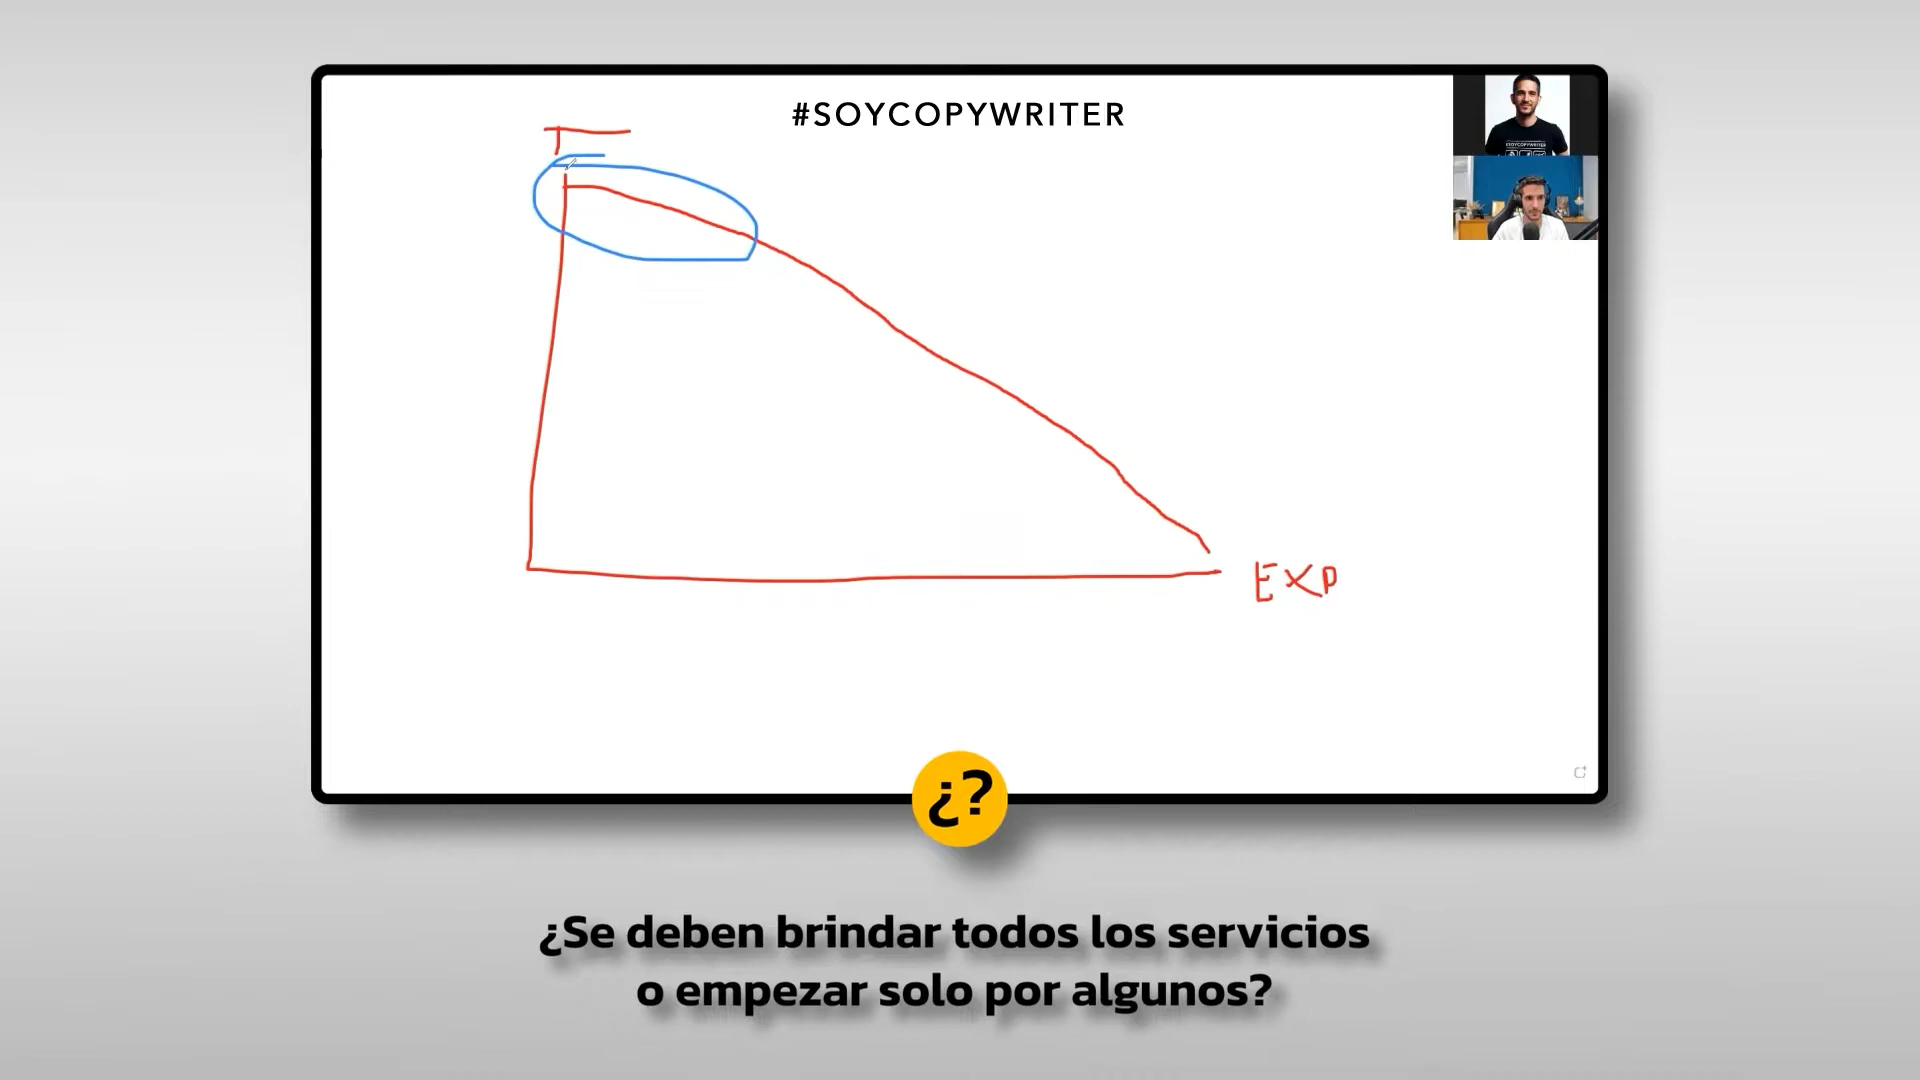 #SOYCOPYWRITER
T
EXP
¿?
¿Se deben brindar todos los servicios
o empezar solo por algunos?